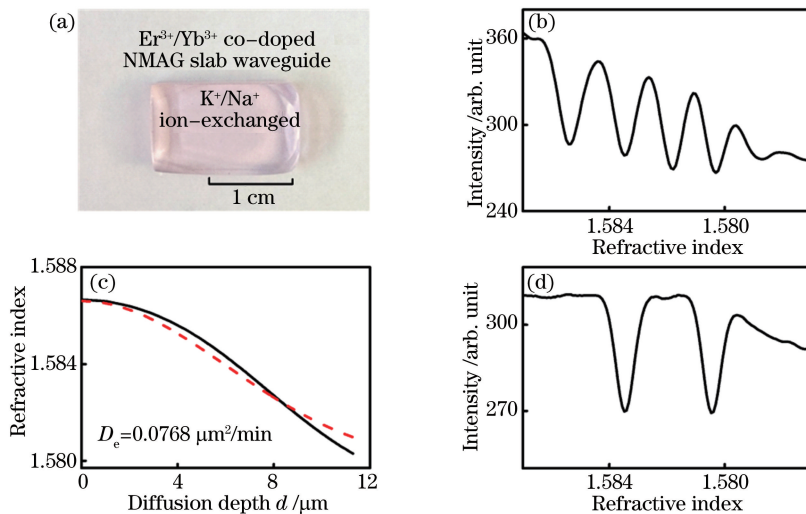 (a)
Er³⁺/Yb³⁺ co-doped
NMAG slab waveguide
K⁺/Na⁺
ion-exchanged
1 cm
(b)
360
300
240
Intensity /arb. unit
1.584 1.580
Refractive index
(c)
1.588
1.584
1.580
Refractive index
Dₑ=0.0768 μm²/min
0 4 8 12
Diffusion depth d /μm
(d)
300
270
Intensity /arb. unit
1.584 1.580
Refractive index